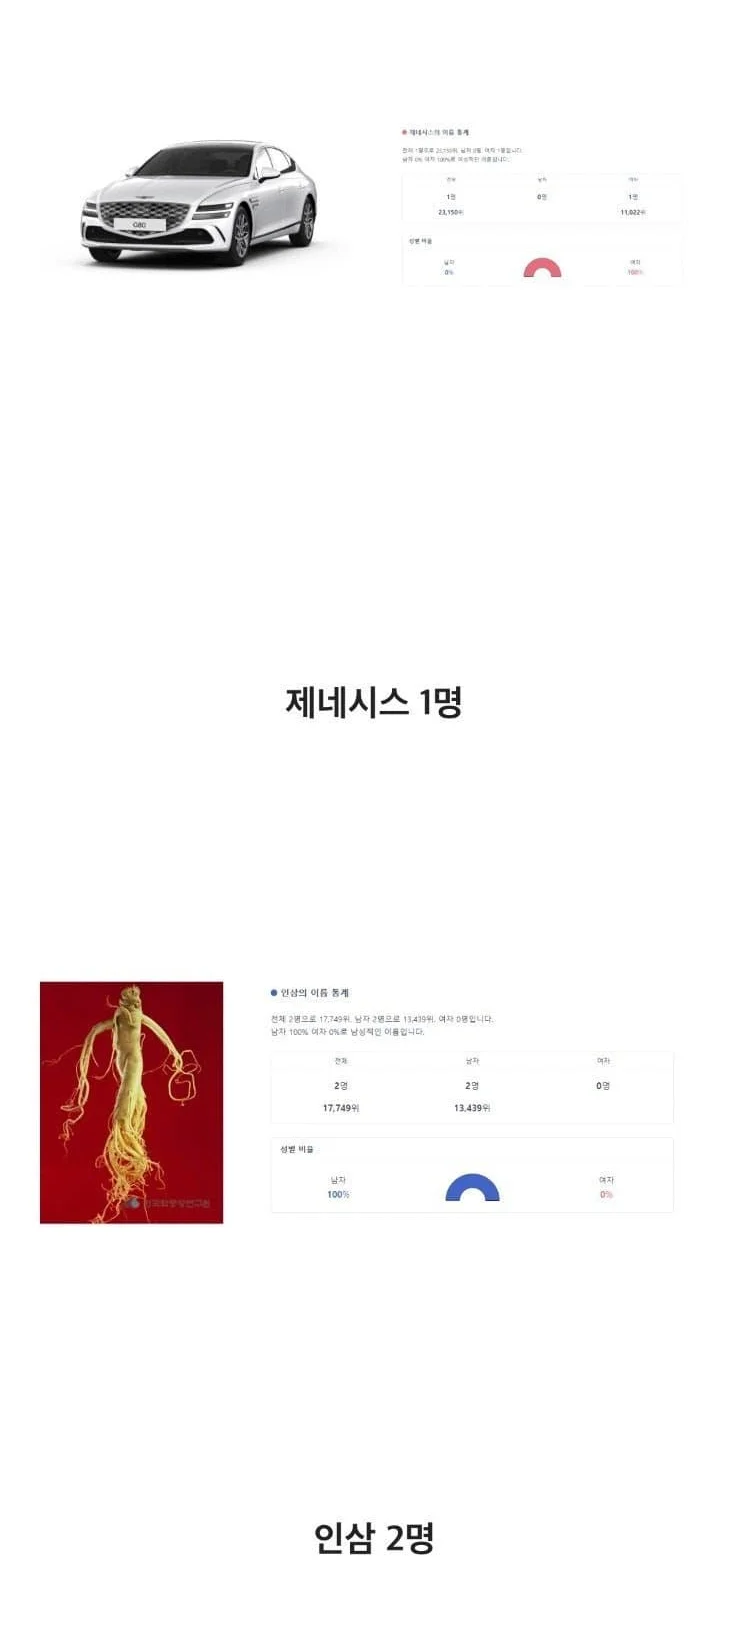 G80
제네시스의 이름 통계
전체 1명으로 23,150위, 남자 0명, 여자 1명입니다.
남자 0% 여자 100%로 여성적인 이름입니다.
전체 남자 여자
1명 0명 1명
23,150위 11,022위
성별 비율
남자 여자
0% 100%
제네시스 1명
인삼의 이름 통계
전체 2명으로 17,749위, 남자 2명으로 13,439위, 여자 0명입니다.
남자 100% 여자 0%로 남성적인 이름입니다.
전체 남자 여자
2명 2명 0명
17,749위 13,439위
성별 비율
남자 여자
100% 0%
한국학중앙연구원
인삼 2명